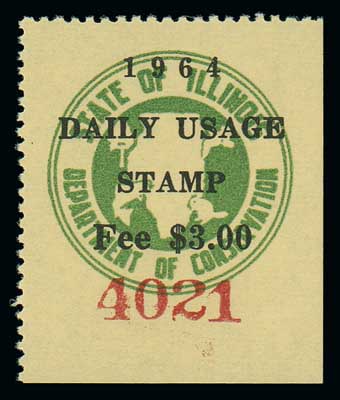 1964
STATE OF ILLINOIS
DAILY USAGE
STAMP
Fee $3.00
DEPARTMENT OF CONSERVATION
4021